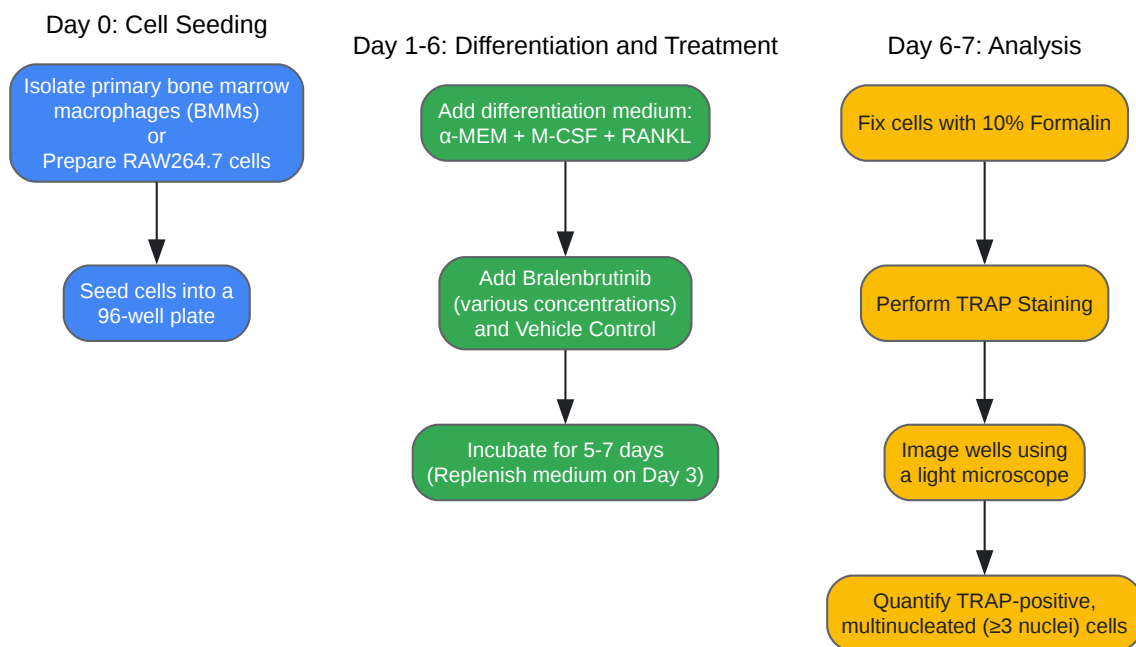 Day 0: Cell Seeding
Isolate primary bone marrow
macrophages (BMMs)
or
Prepare RAW264.7 cells
Seed cells into a
96-well plate
Day 1-6: Differentiation and Treatment
Add differentiation medium:
α-MEM + M-CSF + RANKL
Add Bralenbrutinib
(various concentrations)
and Vehicle Control
Incubate for 5-7 days
(Replenish medium on Day 3)
Day 6-7: Analysis
Fix cells with 10% Formalin
Perform TRAP Staining
Image wells using
a light microscope
Quantify TRAP-positive,
multinucleated (≥3 nuclei) cells